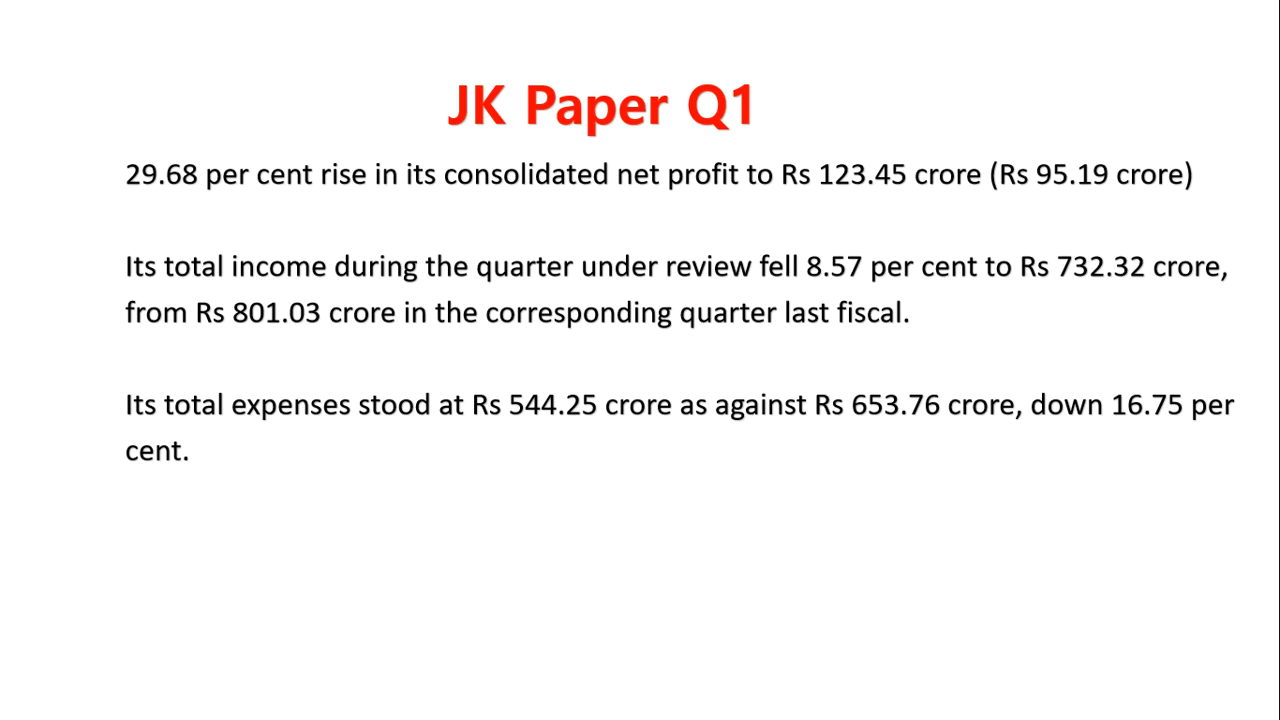 JK Paper Q1
29.68 per cent rise in its consolidated net profit to Rs 123.45 crore (Rs 95.19 crore)
Its total income during the quarter under review fell 8.57 per cent to Rs 732.32 crore,
from Rs 801.03 crore in the corresponding quarter last fiscal.
Its total expenses stood at Rs 544.25 crore as against Rs 653.76 crore, down 16.75 per
cent.